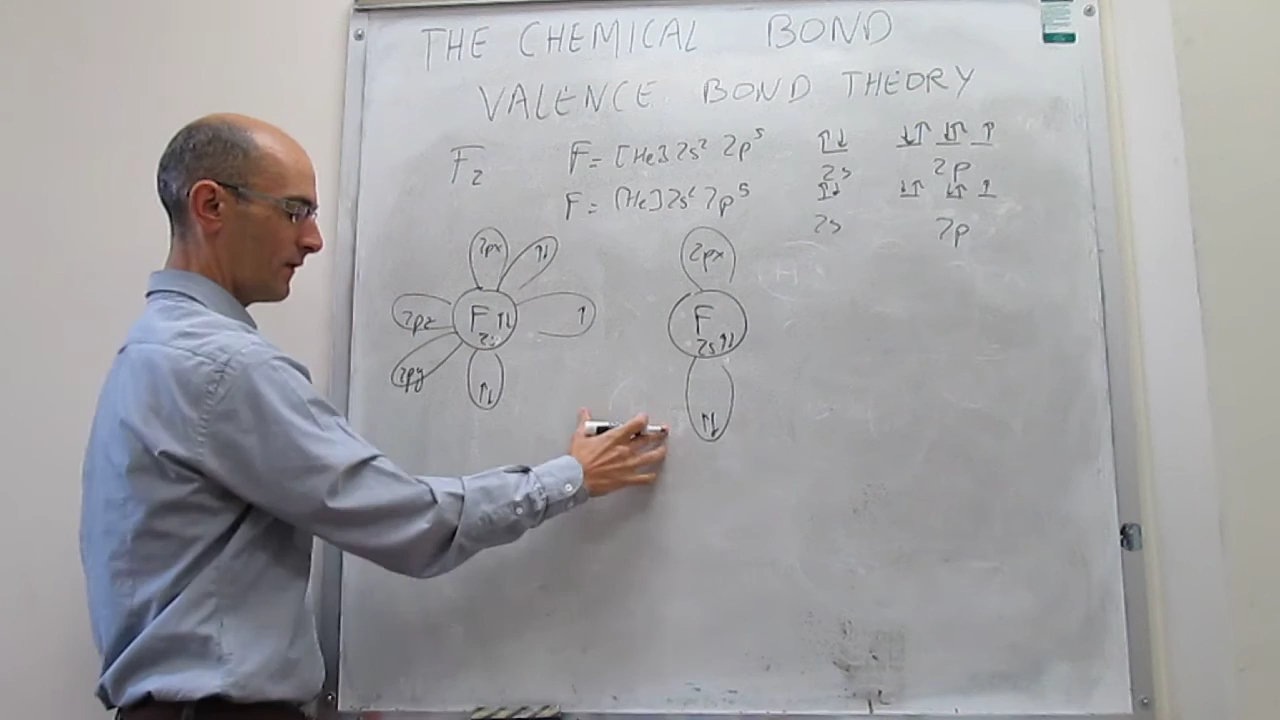 THE CHEMICAL BOND
VALENCE BOND THEORY
F2 F = [He] 2s² 2p⁵ ↑↓ ↓↑ ↓↑ ↑
2s 2p
F = [He] 2s² 2p⁵ ↑↓ ↓↑ ↓↑ ↑
2s 2p
2px ↑↓ 2px
2pz F ↑↓ ↑ F
2s 2s ↑↓
2py ↑↓ ↑↓